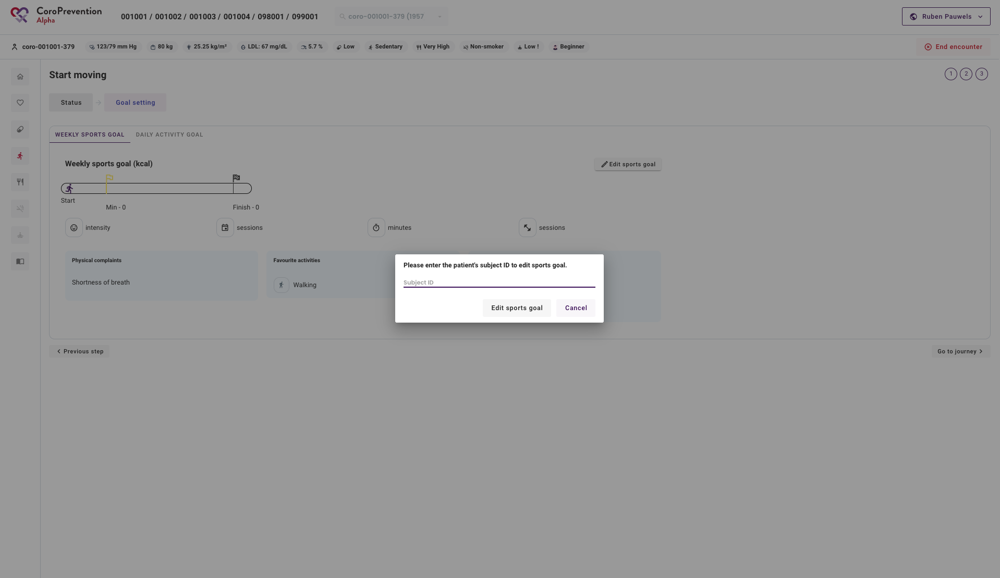 CoroPrevention
Alpha
001001 / 001002 / 001003 / 001004 / 098001 / 099001
coro-001001-379 (1957
Ruben Pauwels
coro-001001-379
123/79 mm Hg
80 kg
25.25 kg/m²
LDL: 67 mg/dL
5.7 %
Low
Sedentary
Very High
Non-smoker
Low !
Beginner
End encounter
Start moving
1 2 3
Status
Goal setting
WEEKLY SPORTS GOAL
DAILY ACTIVITY GOAL
Weekly sports goal (kcal)
Edit sports goal
Start
Min - 0
Finish - 0
intensity
sessions
minutes
sessions
Physical complaints
Shortness of breath
Favourite activities
Walking
Please enter the patient's subject ID to edit sports goal.
Subject ID
Edit sports goal
Cancel
Previous step
Go to journey